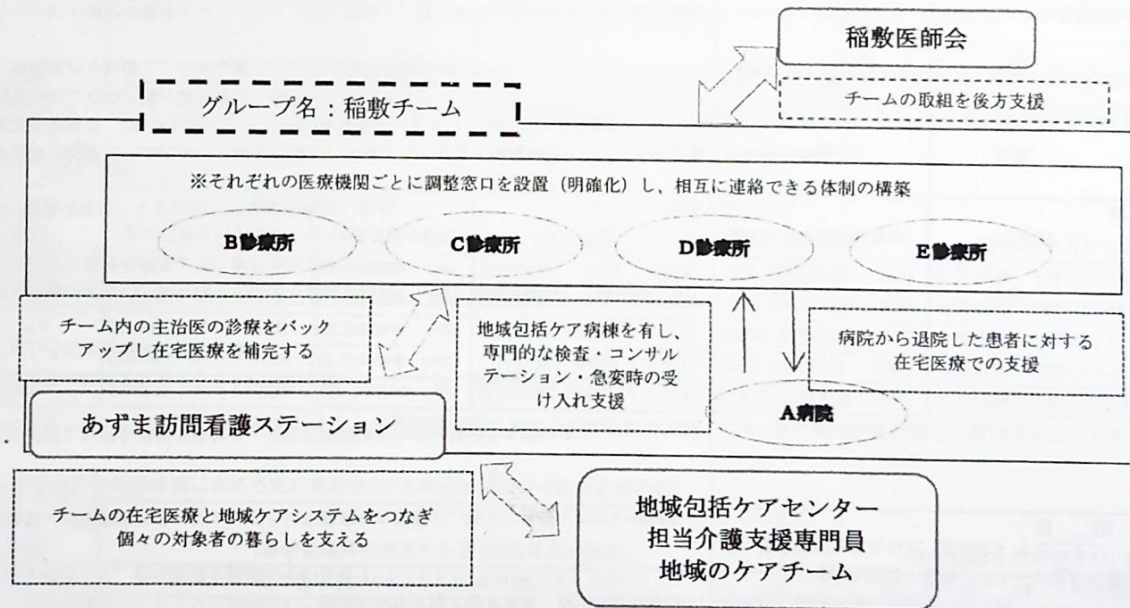 稲敷医師会
チームの取組を後方支援
グループ名：稲敷チーム
※それぞれの医療機関ごとに調整窓口を設置（明確化）し、相互に連絡できる体制の構築
B診療所
C診療所
D診療所
E診療所
チーム内の主治医の診療をバック
アップし在宅医療を補完する
地域包括ケア病棟を有し、
専門的な検査・コンサル
テーション・急変時の受
け入れ支援
病院から退院した患者に対する
在宅医療での支援
A病院
あずま訪問看護ステーション
チームの在宅医療と地域ケアシステムをつなぎ
個々の対象者の暮らしを支える
地域包括ケアセンター
担当介護支援専門員
地域のケアチーム